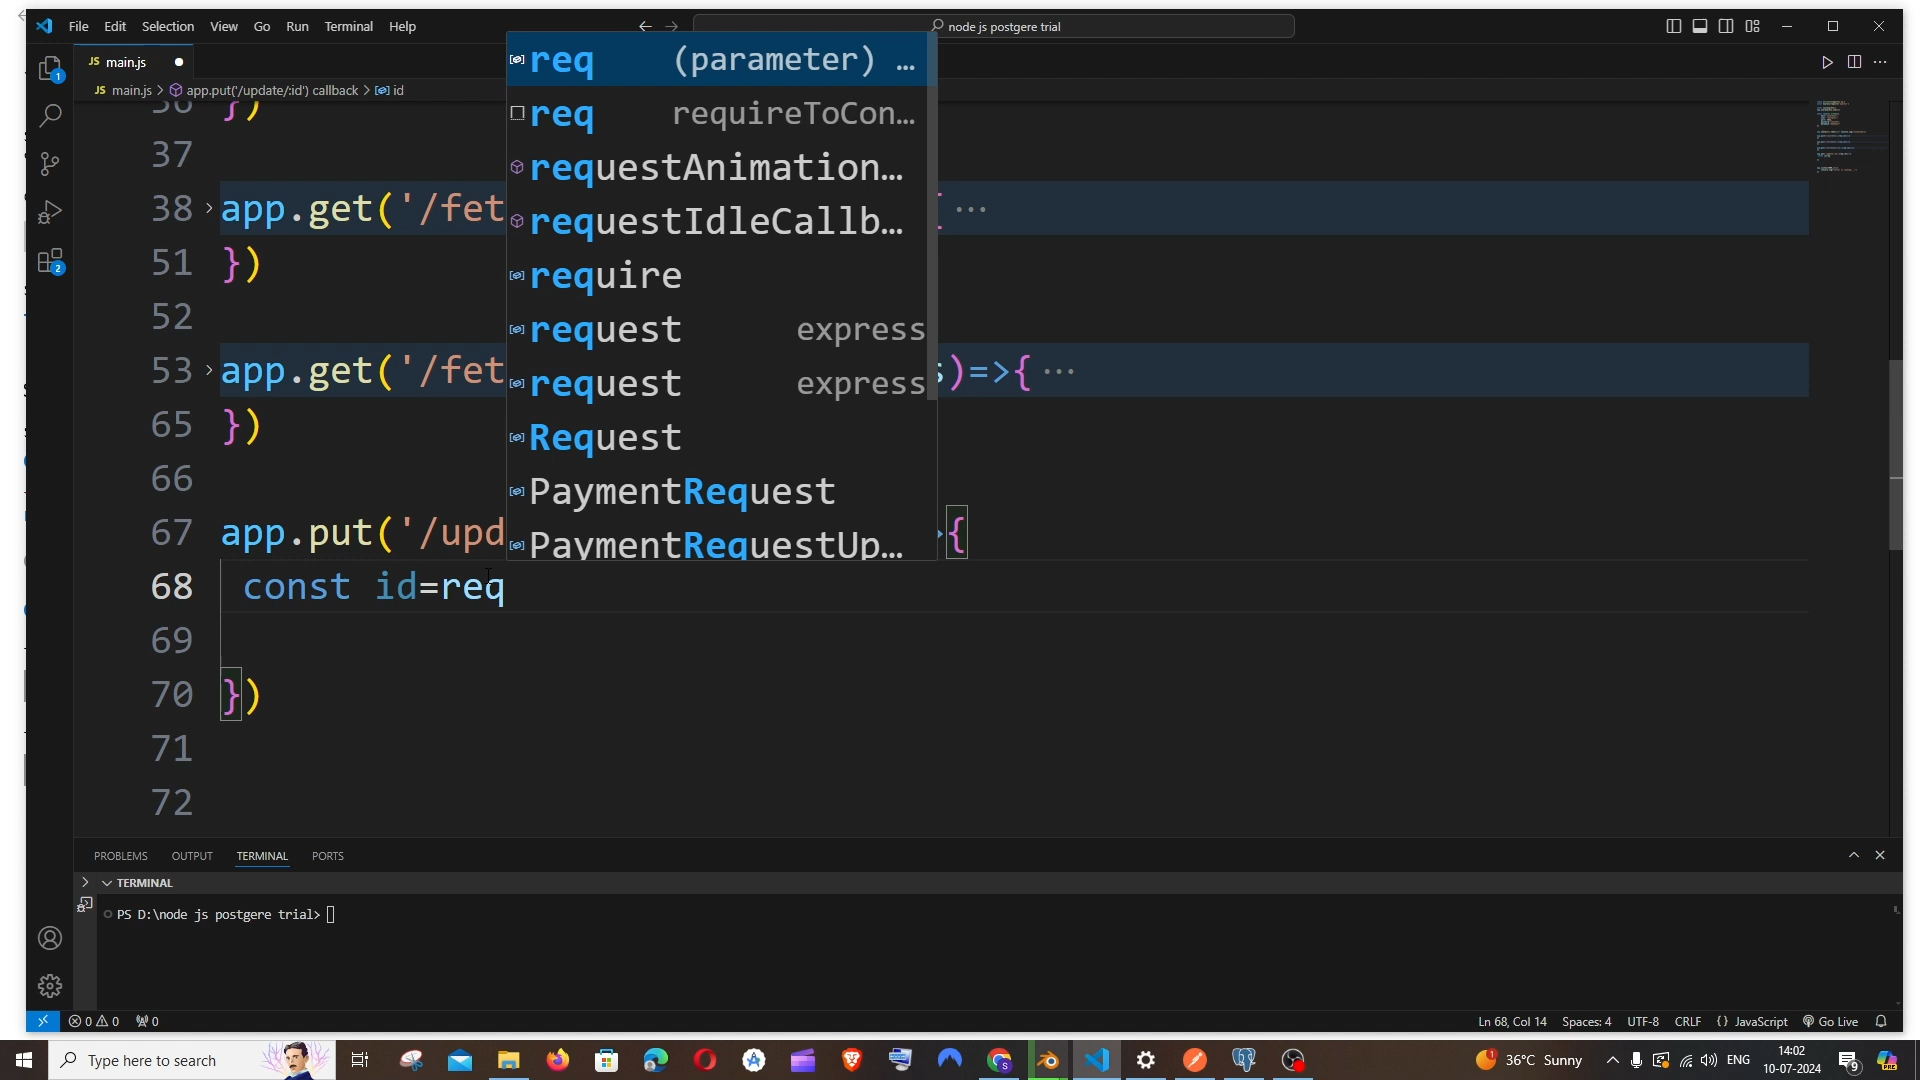 File Edit Selection View Go Run Terminal Help
node js postgere trial
JS main.js
JS main.js > app.put('/update/:id') callback > id
36 })
37
38 app.get('/fet { ...
51 })
52
53 app.get('/fet s)=>{ ...
65 })
66
67 app.put('/upd >{
68 const id=req
69
70 })
71
72
req (parameter) ...
req requireToCon...
requestAnimation...
requestIdleCallb...
require
request express
request express
Request
PaymentRequest
PaymentRequestUp...
PROBLEMS OUTPUT TERMINAL PORTS
TERMINAL
PS D:\node js postgere trial>
0 0 0
Ln 68, Col 14 Spaces: 4 UTF-8 CRLF {} JavaScript Go Live
Type here to search
36°C Sunny
ENG
14:02
10-07-2024